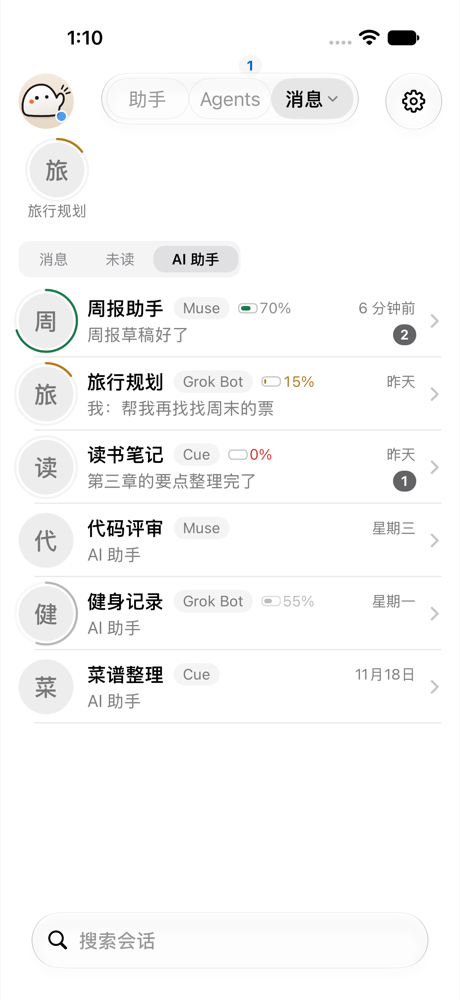 1:10
1
助手 Agents 消息
旅
旅行规划
消息 未读 AI 助手
周 周报助手 Muse 70% 6 分钟前
周报草稿好了 2
旅 旅行规划 Grok Bot 15% 昨天
我：帮我再找找周末的票
读 读书笔记 Cue 0% 昨天
第三章的要点整理完了 1
代 代码评审 Muse 星期三
AI 助手
健 健身记录 Grok Bot 55% 星期一
AI 助手
菜 菜谱整理 Cue 11月18日
AI 助手
搜索会话